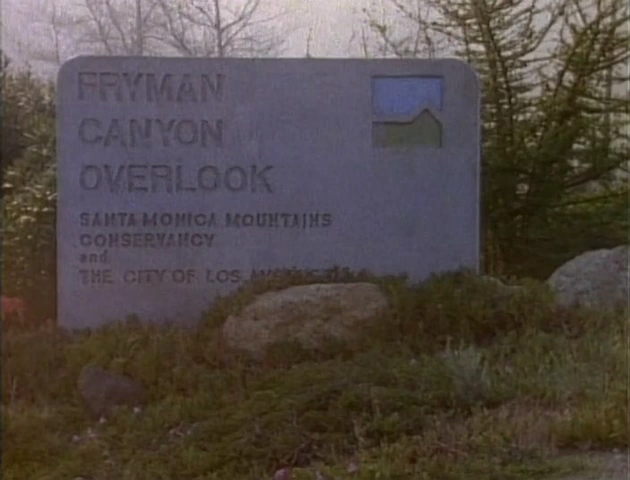 FRYMAN
CANYON
OVERLOOK
SANTA MONICA MOUNTAINS
CONSERVANCY
and
THE CITY OF LOS